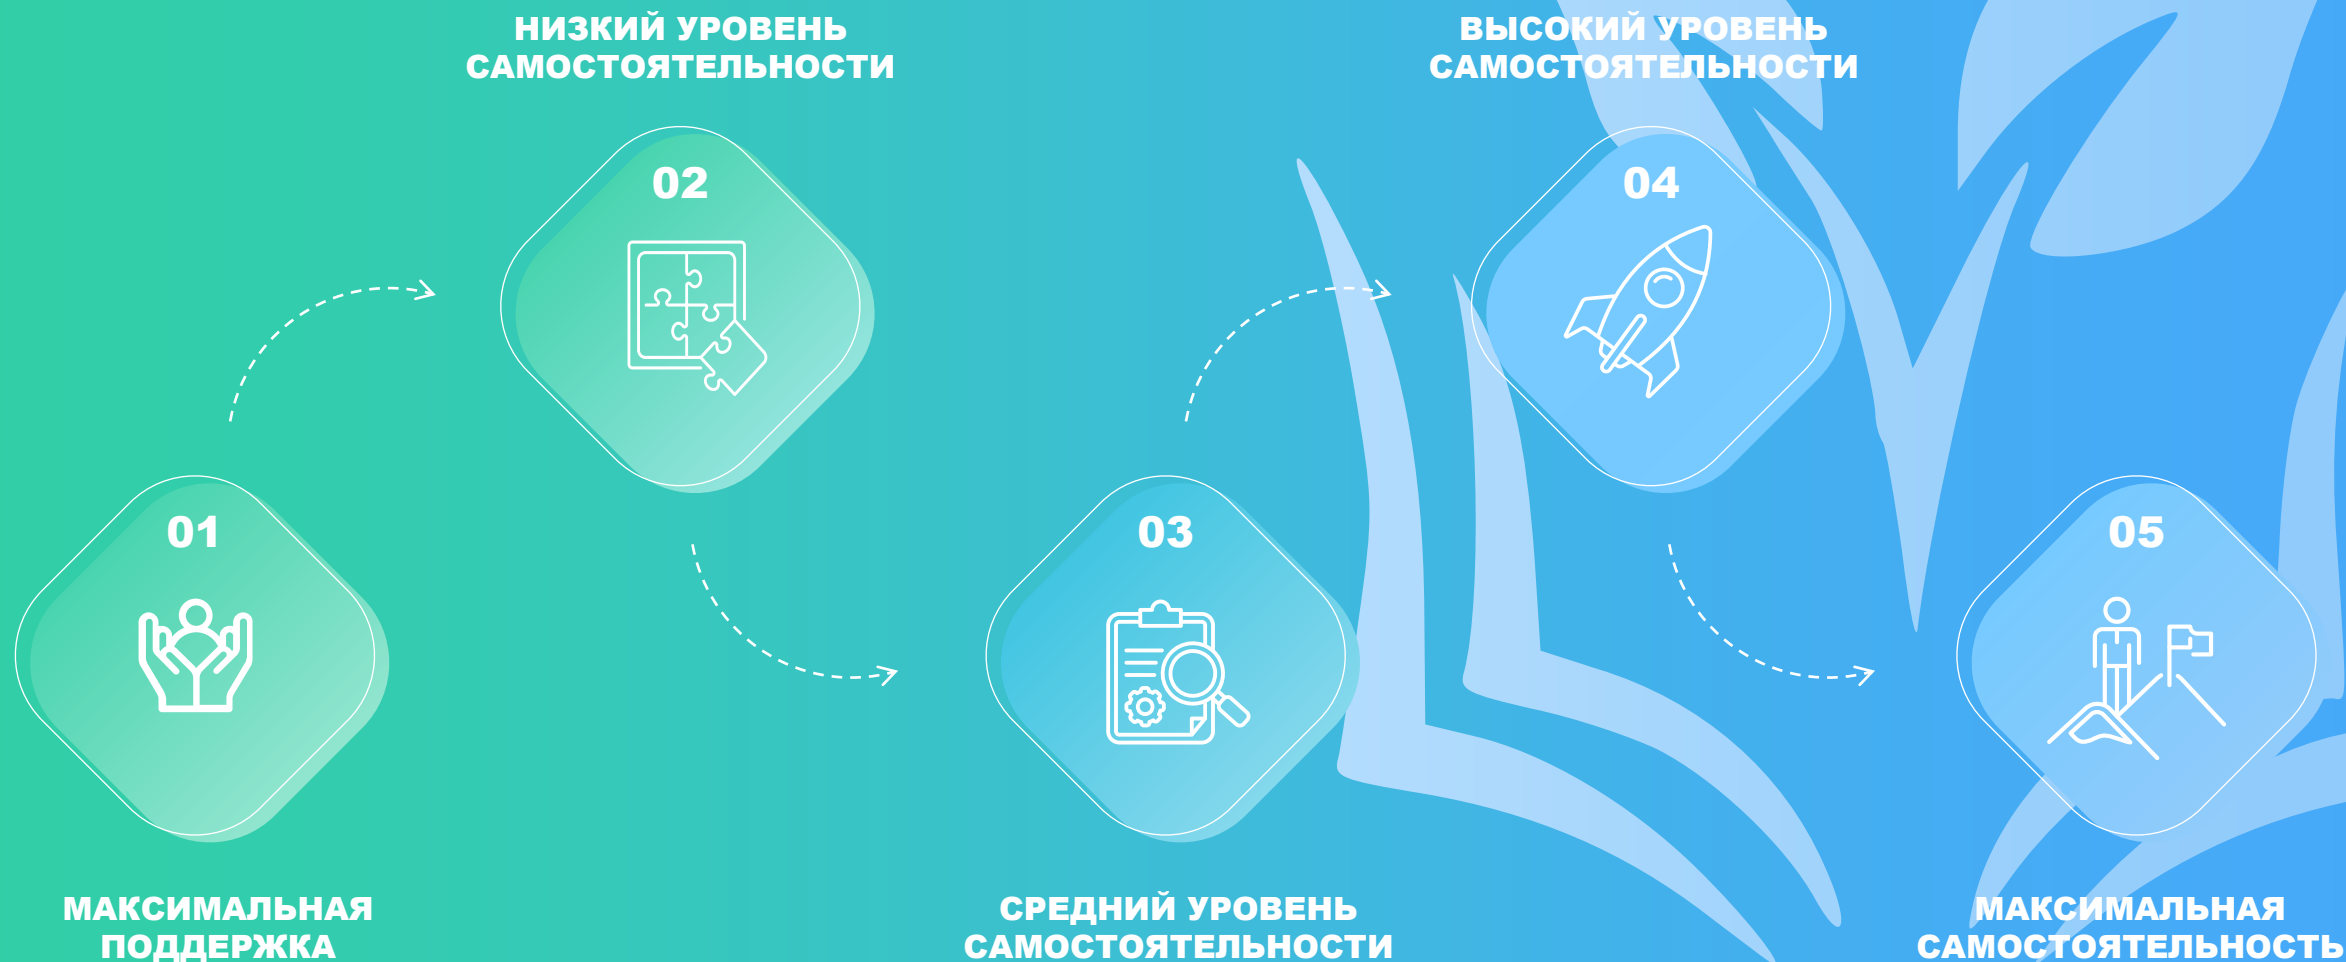 НИЗКИЙ УРОВЕНЬ
САМОСТОЯТЕЛЬНОСТИ
ВЫСОКИЙ УРОВЕНЬ
САМОСТОЯТЕЛЬНОСТИ
02
04
01
03
05
МАКСИМАЛЬНАЯ
ПОДДЕРЖКА
СРЕДНИЙ УРОВЕНЬ
САМОСТОЯТЕЛЬНОСТИ
МАКСИМАЛЬНАЯ
САМОСТОЯТЕЛЬНОСТЬ